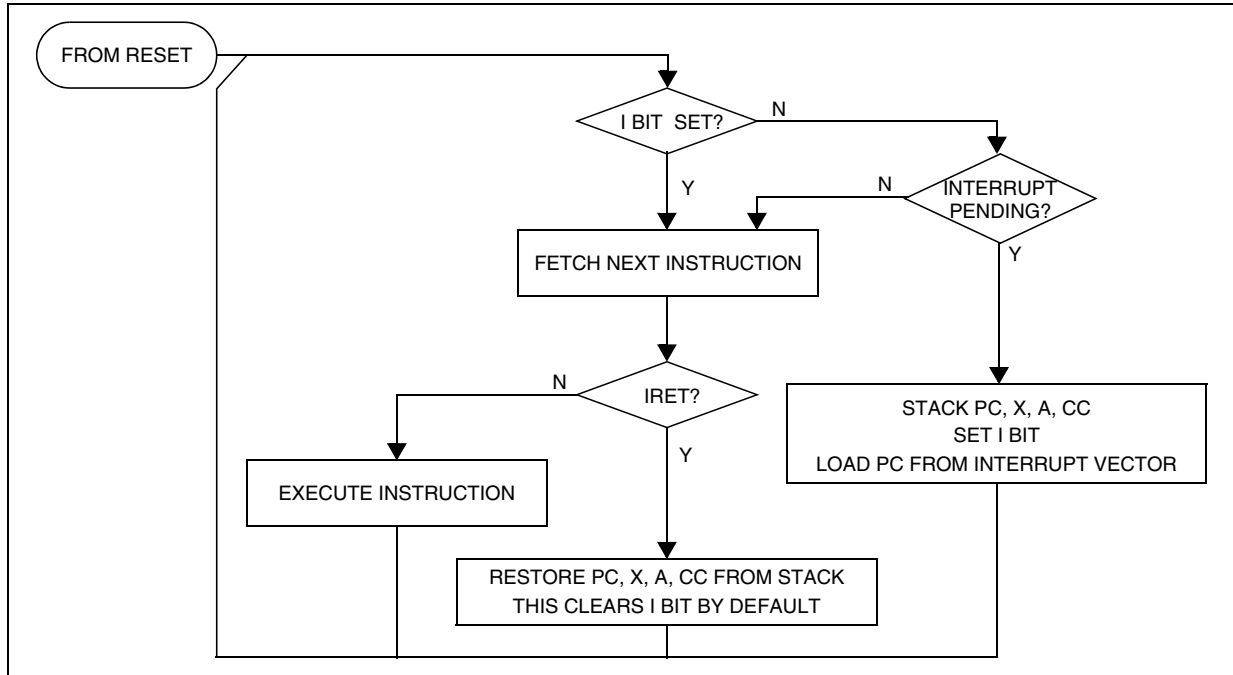 FROM RESET
I BIT SET?
N
Y
N
INTERRUPT
PENDING?
Y
FETCH NEXT INSTRUCTION
N
IRET?
Y
STACK PC, X, A, CC
SET I BIT
LOAD PC FROM INTERRUPT VECTOR
EXECUTE INSTRUCTION
RESTORE PC, X, A, CC FROM STACK
THIS CLEARS I BIT BY DEFAULT